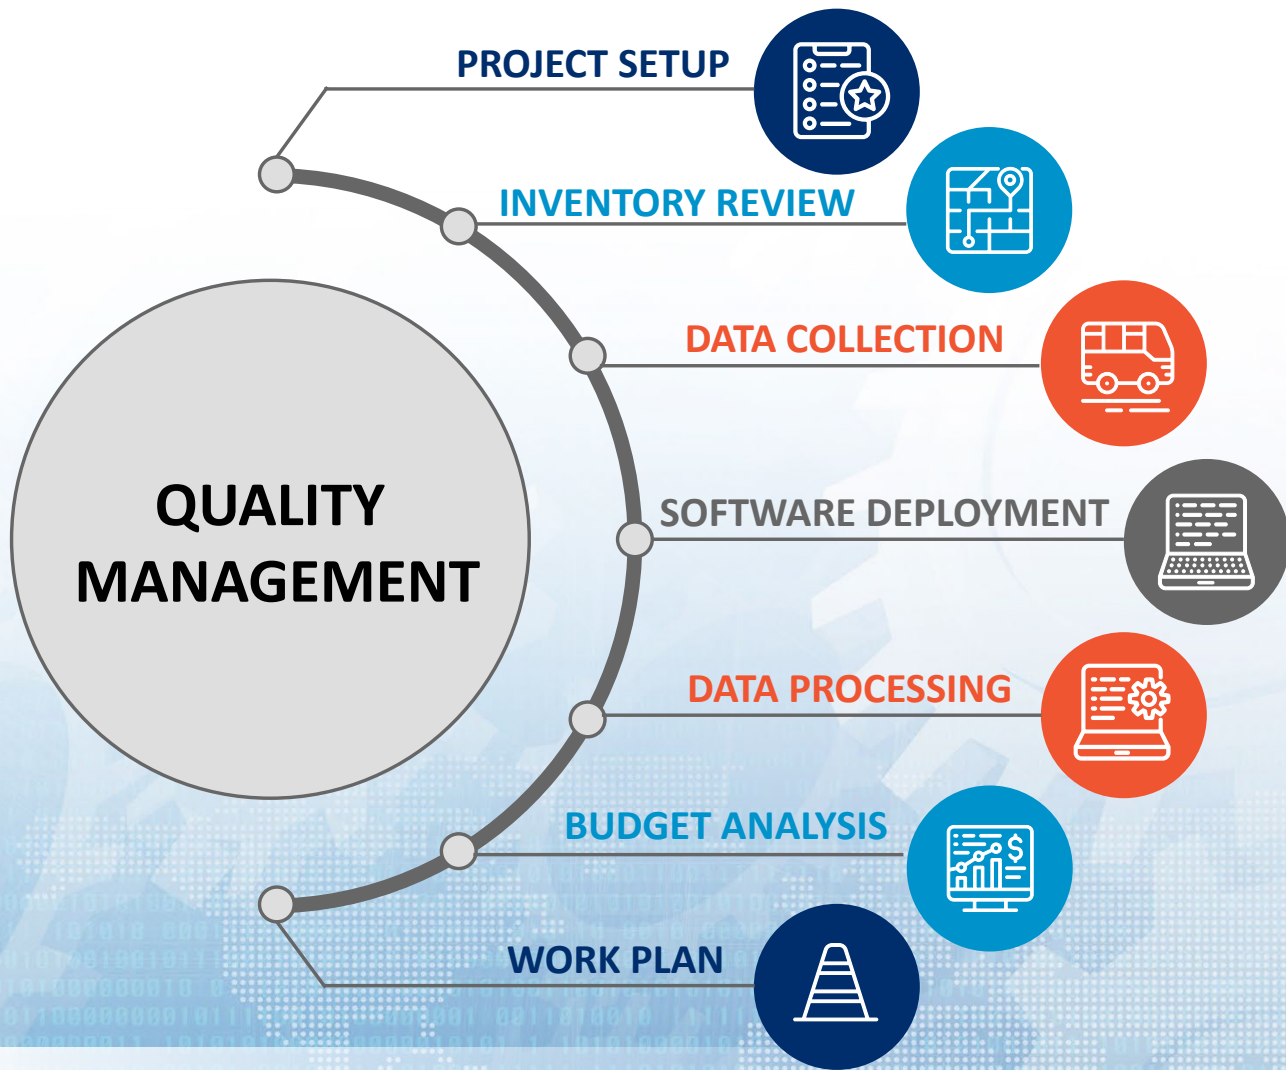 PROJECT SETUP
INVENTORY REVIEW
DATA COLLECTION
QUALITY
MANAGEMENT
SOFTWARE DEPLOYMENT
DATA PROCESSING
BUDGET ANALYSIS
$
WORK PLAN